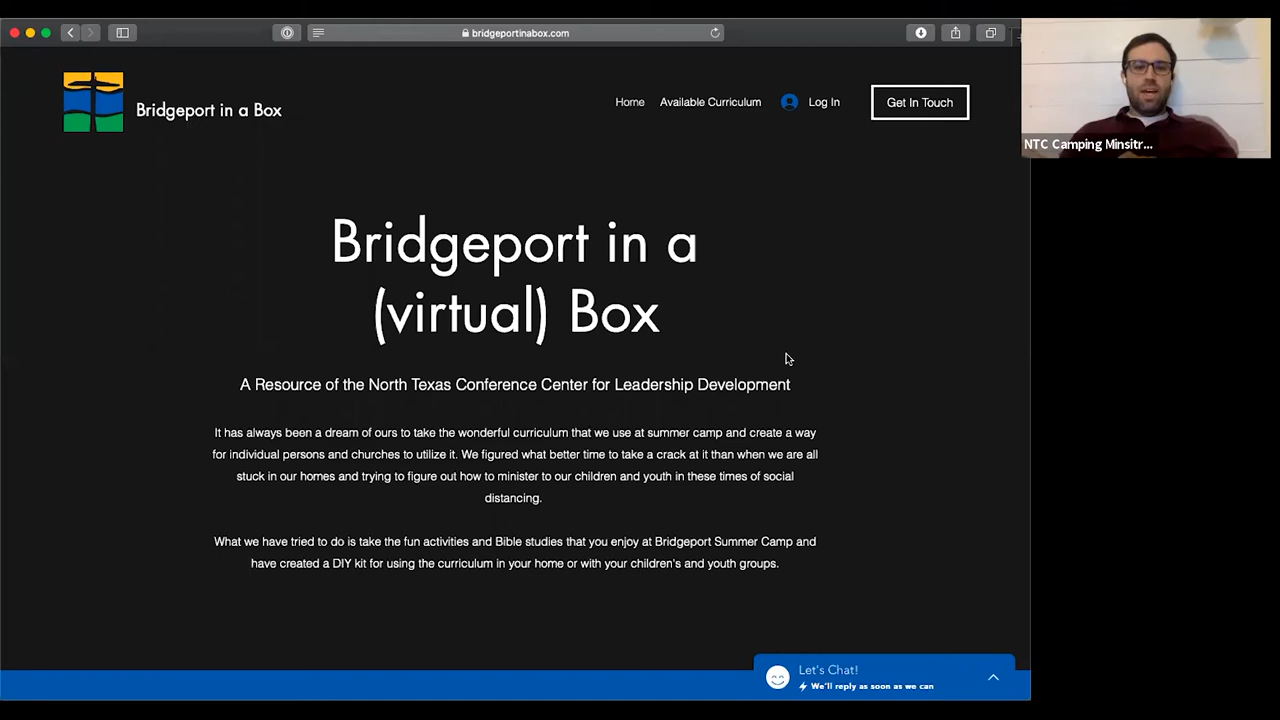 bridgeportinabox.com
Bridgeport in a Box
Home
Available Curriculum
Log In
Get In Touch
NTC Camping Minsitr...
Bridgeport in a
(virtual) Box
A Resource of the North Texas Conference Center for Leadership Development
It has always been a dream of ours to take the wonderful curriculum that we use at summer camp and create a way
for individual persons and churches to utilize it. We figured what better time to take a crack at it than when we are all
stuck in our homes and trying to figure out how to minister to our children and youth in these times of social
distancing.
What we have tried to do is take the fun activities and Bible studies that you enjoy at Bridgeport Summer Camp and
have created a DIY kit for using the curriculum in your home or with your children's and youth groups.
Let's Chat!
We'll reply as soon as we can